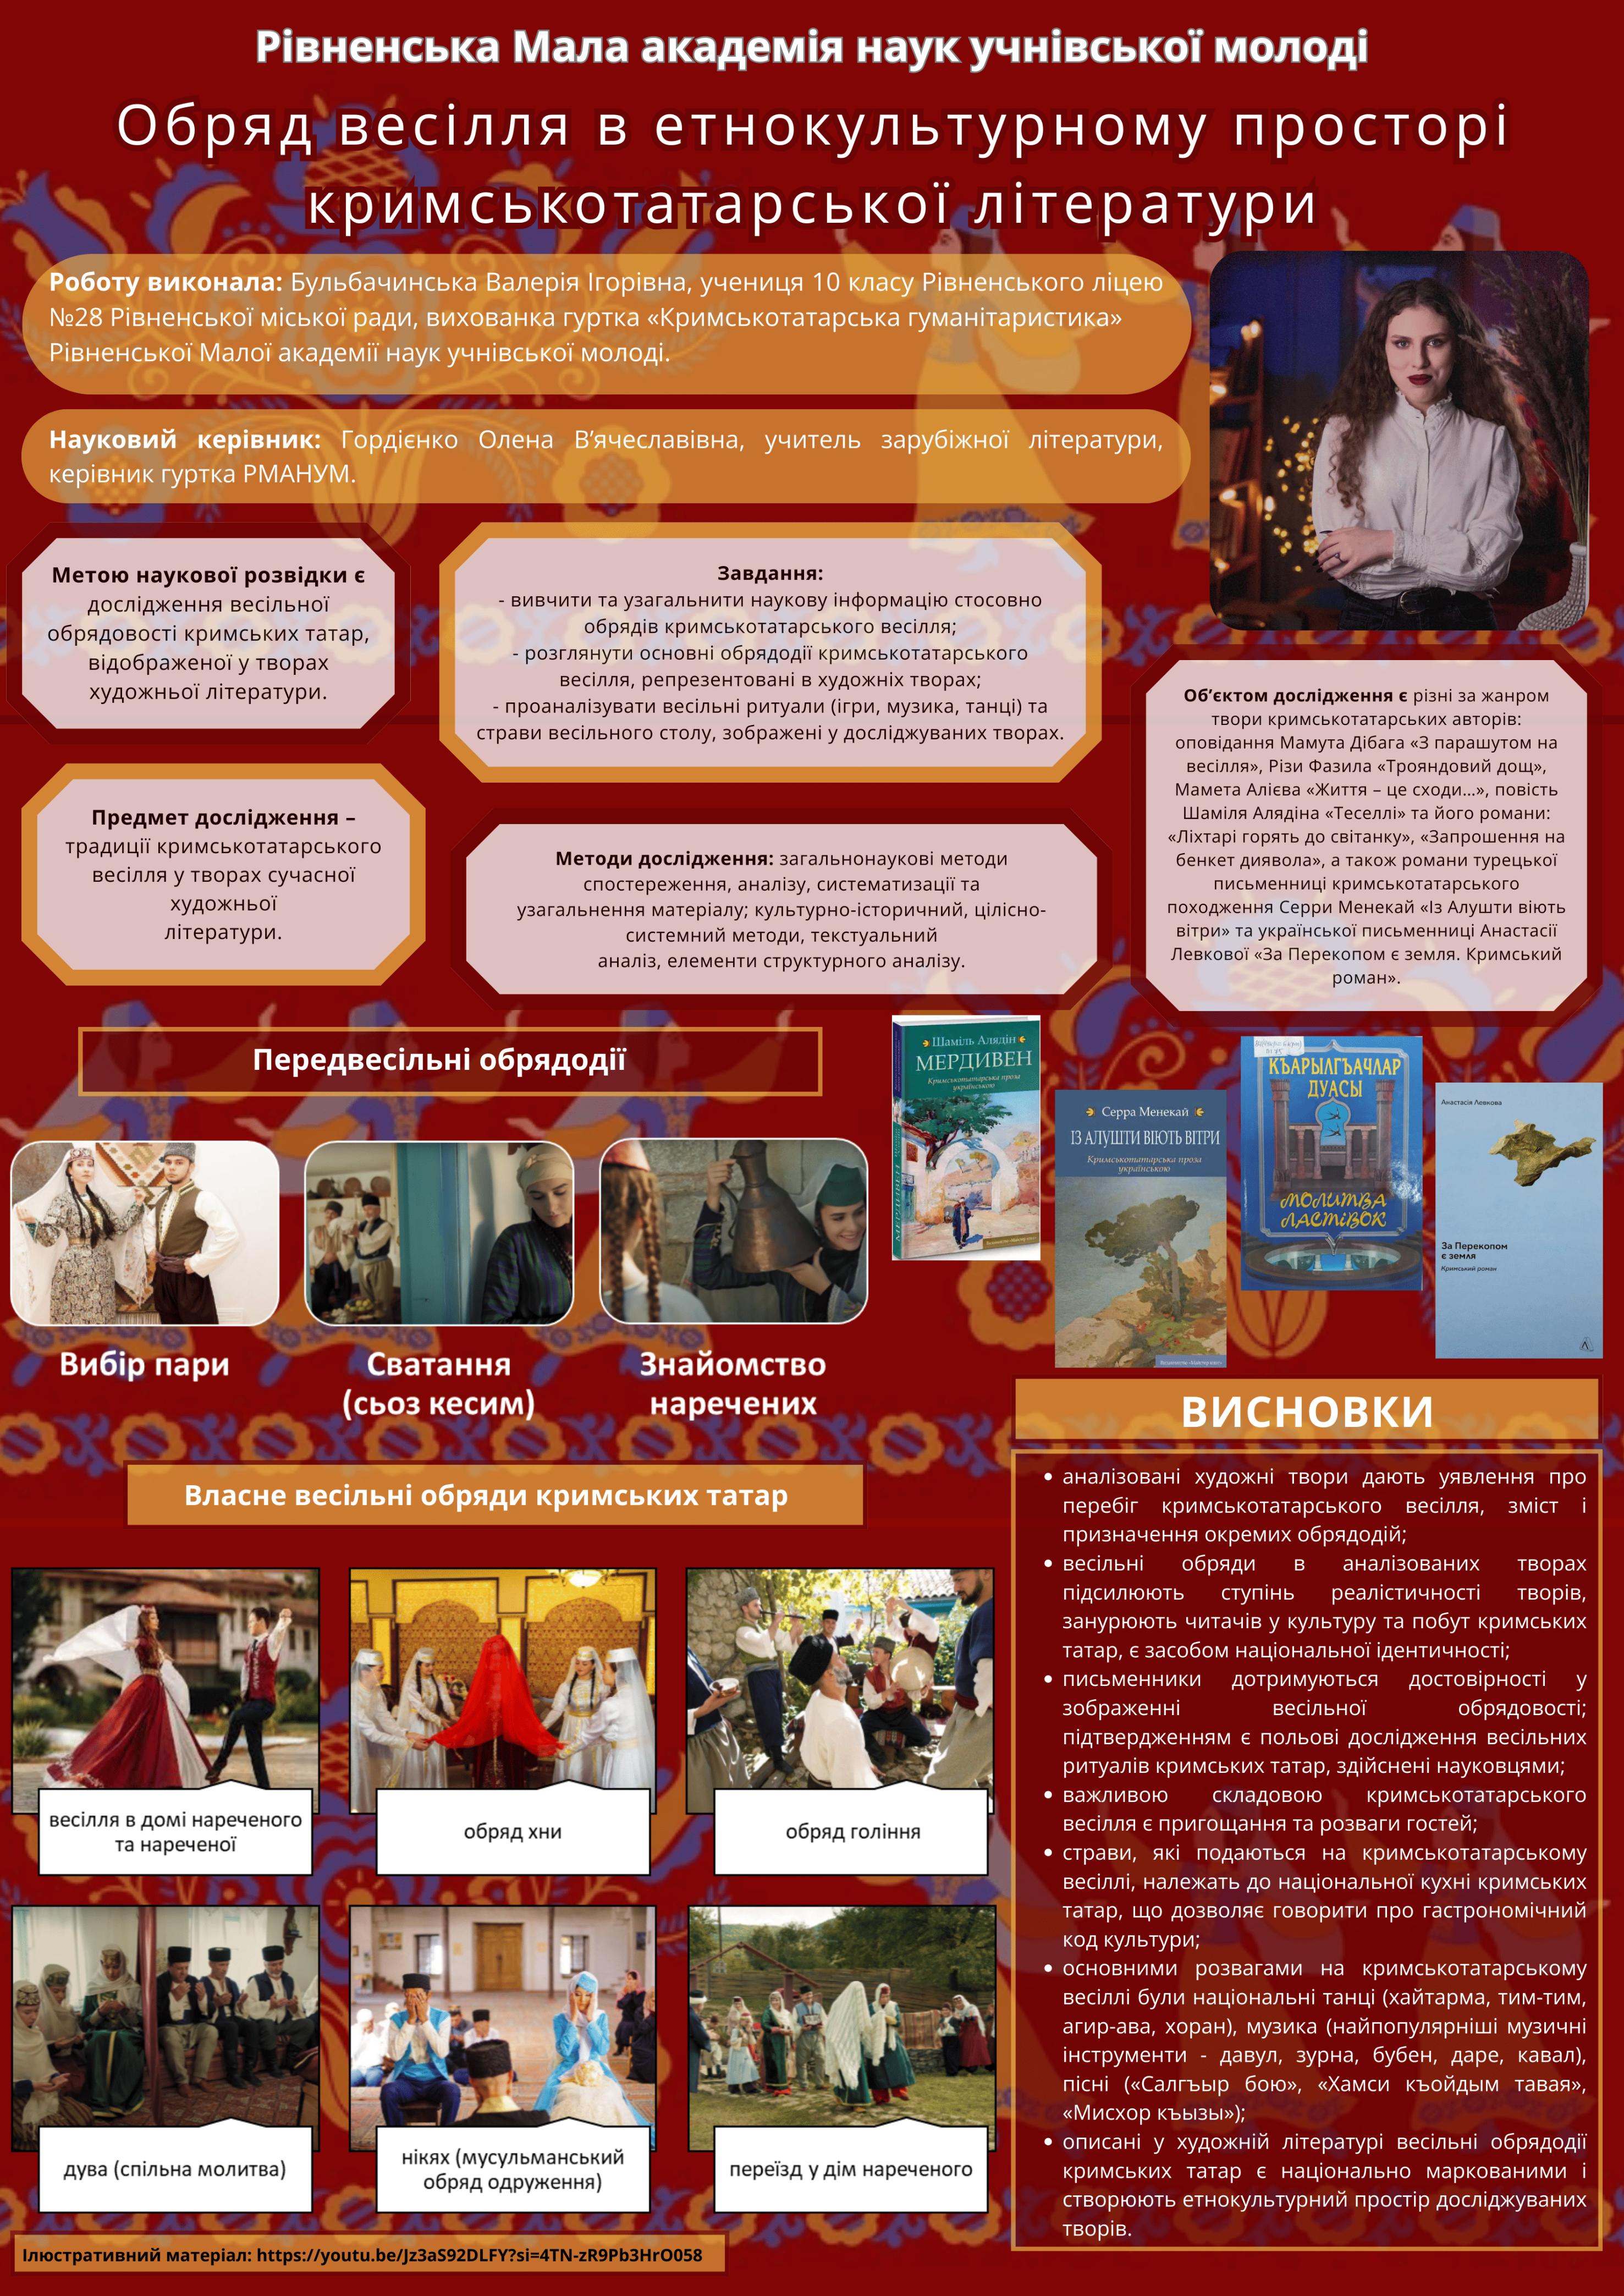 Рівненська Мала академія наук учнівської молоді
Обряд весілля в етнокультурному просторі
кримськотатарської літератури
Роботу виконала: Бульбачинська Валерія Ігорівна, учениця 10 класу Рівненського ліцею
№28 Рівненської міської ради, вихованка гуртка «Кримськотатарська гуманітаристика»
Рівненської Малої академії наук учнівської молоді.
Науковий керівник: Гордієнко Олена В’ячеславівна, учитель зарубіжної літератури,
керівник гуртка РМАНУМ.
Метою наукової розвідки є
дослідження весільної
обрядовості кримських татар,
відображеної у творах
художньої літератури.
Завдання:
- вивчити та узагальнити наукову інформацію стосовно
обрядів кримськотатарського весілля;
- розглянути основні обрядодії кримськотатарського
весілля, репрезентовані в художніх творах;
- проаналізувати весільні ритуали (ігри, музика, танці) та
страви весільного столу, зображені у досліджуваних творах.
Об’єктом дослідження є різні за жанром
твори кримськотатарських авторів:
оповідання Мамута Дібага «З парашутом на
весілля», Різи Фазила «Трояндовий дощ»,
Мамета Алієва «Життя – це сходи...», повість
Шаміля Алядіна «Теселлі» та його романи:
«Ліхтарі горять до світанку», «Запрошення на
бенкет диявола», а також романи турецької
письменниці кримськотатарського
походження Серри Менекай «Із Алушти віють
вітри» та української письменниці Анастасії
Левкової «За Перекопом є земля. Кримський
роман».
Предмет дослідження –
традиції кримськотатарського
весілля у творах сучасної
художньої
літератури.
Методи дослідження: загальнонаукові методи
спостереження, аналізу, систематизації та
узагальнення матеріалу; культурно-історичний, цілісно-
системний методи, текстуальний
аналіз, елементи структурного аналізу.
Передвесільні обрядодії
Шаміль Алядін
МЕРДИВЕН
Кримськотатарська проза
українською
Серра Менекай
ІЗ АЛУШТИ ВІЮТЬ ВІТРИ
Кримськотатарська проза
українською
КЪАРЫЛГЪАЧЛАР
ДУАСЫ
МОЛИТВА
ЛАСТІВОК
Анастасія Левкова
За Перекопом
є земля
Кримський роман
Вибір пари
Сватання
(сьоз кесим)
Знайомство
наречених
Власне весільні обряди кримських татар
весілля в домі нареченого
та нареченої
обряд хни
обряд гоління
дува (спільна молитва)
нікях (мусульманський
обряд одруження)
переїзд у дім нареченого
Ілюстративний матеріал: https://youtu.be/Jz3aS92DLFY?si=4TN-zR9Pb3HrO058
ВИСНОВКИ
• аналізовані художні твори дають уявлення про
перебіг кримськотатарського весілля, зміст і
призначення окремих обрядодій;
• весільні обряди в аналізованих творах
підсилюють ступінь реалістичності творів,
занурюють читачів у культуру та побут кримських
татар, є засобом національної ідентичності;
• письменники дотримуються достовірності у
зображенні весільної обрядовості;
підтвердженням є польові дослідження весільних
ритуалів кримських татар, здійснені науковцями;
• важливою складовою кримськотатарського
весілля є пригощання та розваги гостей;
• страви, які подаються на кримськотатарському
весіллі, належать до національної кухні кримських
татар, що дозволяє говорити про гастрономічний
код культури;
• основними розвагами на кримськотатарському
весіллі були національні танці (хайтарма, тим-тим,
агир-ава, хоран), музика (найпопулярніші музичні
інструменти - давул, зурна, бубен, даре, кавал),
пісні («Салгъыр бою», «Хамси къойдым тавая»,
«Мисхор къызы»);
• описані у художній літературі весільні обрядодії
кримських татар є національно маркованими і
створюють етнокультурний простір досліджуваних
творів.